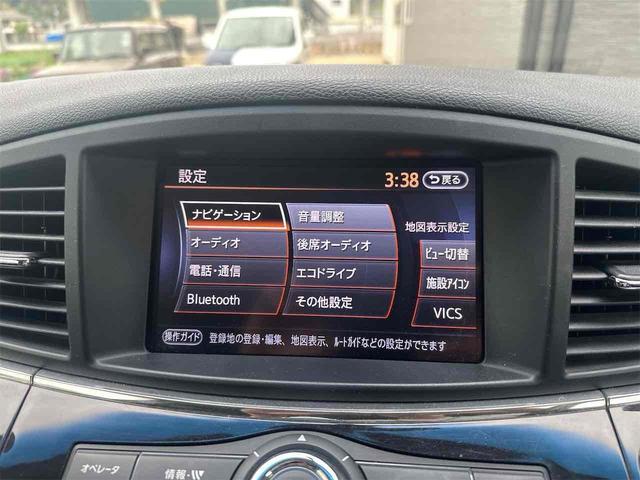 設定
3:38
戻る
ナビゲーション
音量調整
地図表示設定
オーディオ
後席オーディオ
ビュー切替
電話・通信
エコドライブ
施設アイコン
Bluetooth
その他設定
VICS
操作ガイド 登録地の登録・編集、地図表示、ルートガイドなどの設定ができます
オペレータ
情報・